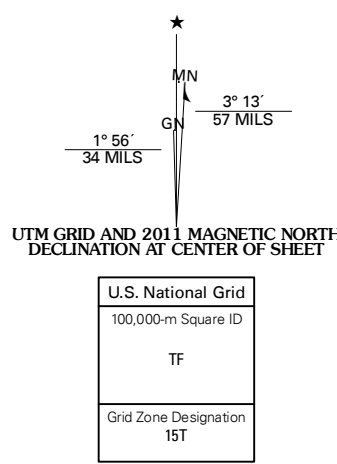 MN
3° 13´
57 MILS
GN
1° 56´
34 MILS
UTM GRID AND 2011 MAGNETIC NORTH
DECLINATION AT CENTER OF SHEET
U.S. National Grid
100,000-m Square ID
TF
Grid Zone Designation
15T